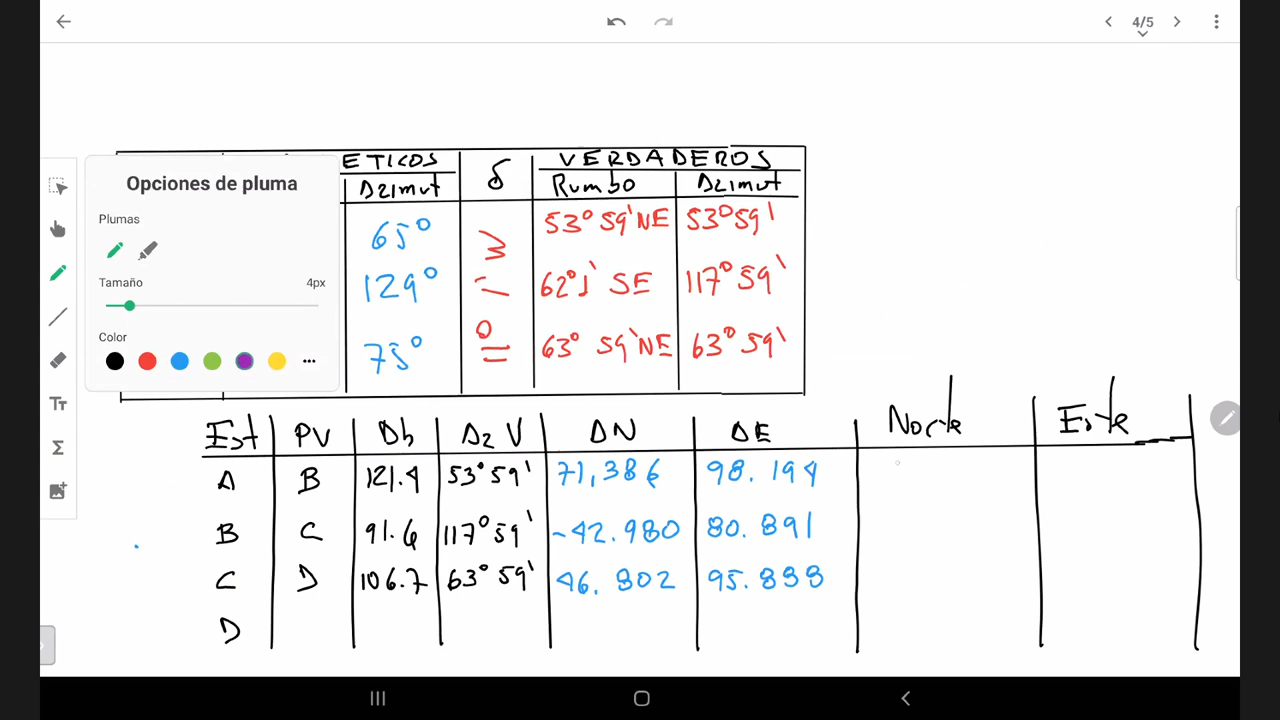 4/5
ETICOS δ VERDADEROS
Azimut Rumbo Azimut
65° 53° 59' NE 53° 59'
129° 62° 1' SE 117° 59'
75° 63° 59' NE 63° 59'
Opciones de pluma
Plumas
Tamaño 4px
Color
Tт
Σ
Est PV Dh Az V ΔN ΔE Norte Este
A B 121.4 53° 59' 71,386 98.194
B C 91.6 117° 59' -42.980 80.891
C D 106.7 63° 59' 46.802 95.888
D